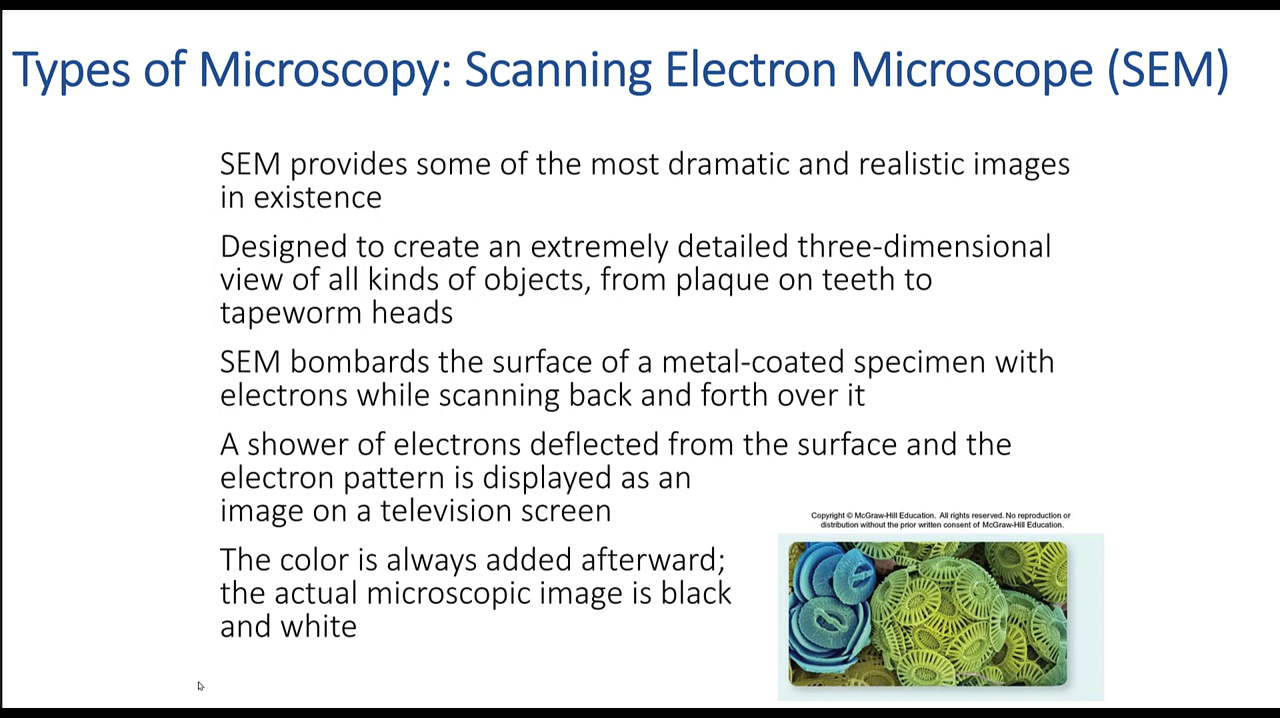 Types of Microscopy: Scanning Electron Microscope (SEM)
SEM provides some of the most dramatic and realistic images
in existence
Designed to create an extremely detailed three-dimensional
view of all kinds of objects, from plaque on teeth to
tapeworm heads
SEM bombards the surface of a metal-coated specimen with
electrons while scanning back and forth over it
A shower of electrons deflected from the surface and the
electron pattern is displayed as an
image on a television screen
The color is always added afterward;
the actual microscopic image is black
and white
Copyright © McGraw-Hill Education. All rights reserved. No reproduction or
distribution without the prior written consent of McGraw-Hill Education.